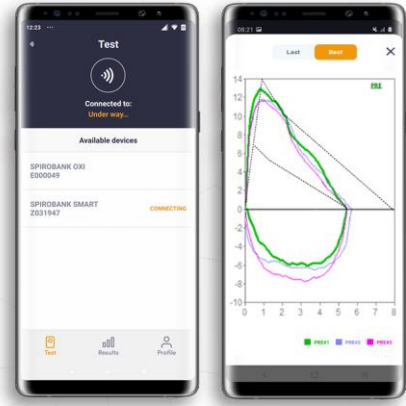 12:23
Test
Connected to:
Under way...
Available devices
SPIROBANK OXI
E000049
SPIROBANK SMART
Z031947
CONNECTING
Test
Results
Profile
08:21
Last
Best
PRE
14
12
10
8
6
4
2
0
-2
-4
-6
-8
-10
0 1 2 3 4 5 6 7 8
PRE#1 PRE#2 PRE#3